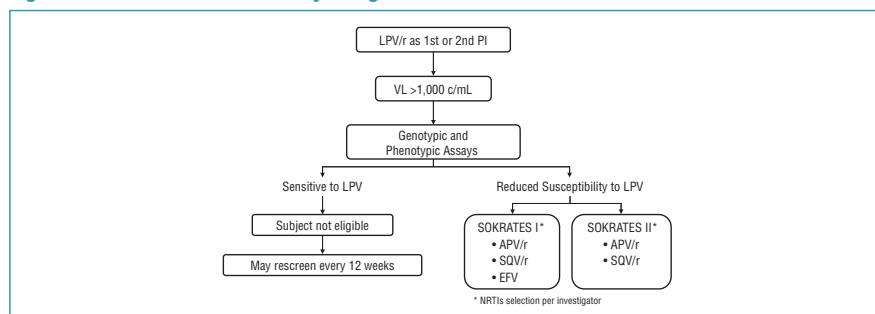 LPV/r as 1st or 2nd PI
VL >1,000 c/mL
Genotypic and
Phenotypic Assays
Sensitive to LPV
Reduced Susceptibility to LPV
Subject not eligible
May rescreen every 12 weeks
SOKRATES I*
• APV/r
• SQV/r
• EFV
SOKRATES II*
• APV/r
• SQV/r
* NRTIs selection per investigator